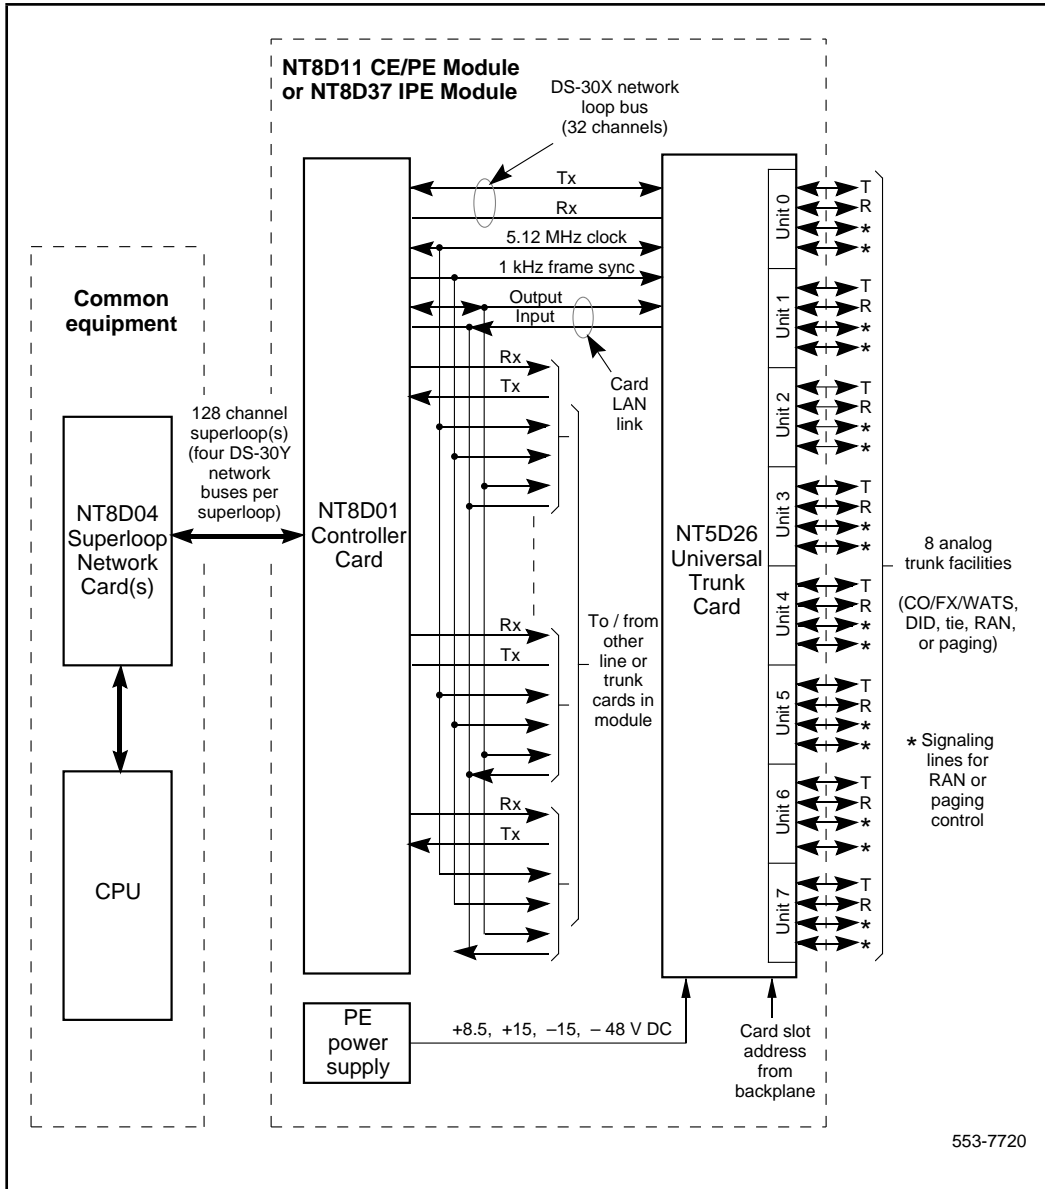 NT8D11 CE/PE Module
or NT8D37 IPE Module
DS-30X network
loop bus
(32 channels)
Tx
Rx
5.12 MHz clock
1 kHz frame sync
Output
Input
Card
LAN
link
Rx
Tx
Rx
Tx
Rx
Tx
To / from
other
line or
trunk
cards in
module
Common
equipment
128 channel
superloop(s)
(four DS-30Y
network
buses per
superloop)
NT8D04
Superloop
Network
Card(s)
CPU
NT8D01
Controller
Card
NT5D26
Universal
Trunk
Card
Unit 0
T
R
*
*
Unit 1
T
R
*
*
Unit 2
T
R
*
*
Unit 3
T
R
*
*
Unit 4
T
R
*
*
Unit 5
T
R
*
*
Unit 6
T
R
*
*
Unit 7
T
R
*
*
8 analog
trunk facilities
(CO/FX/WATS,
DID, tie, RAN,
or paging)
* Signaling
lines for
RAN or
paging
control
PE
power
supply
+8.5, +15, –15, – 48 V DC
Card slot
address
from
backplane
553-7720